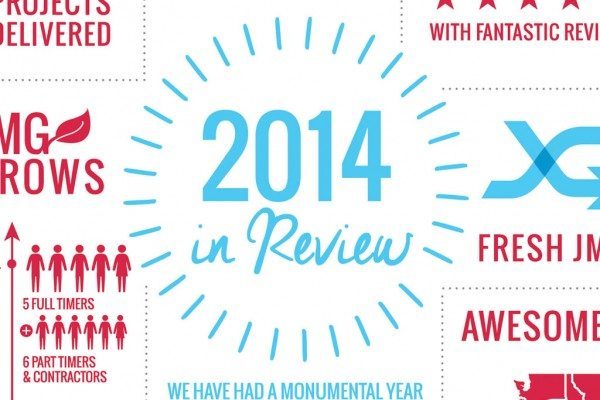 PROJECTS
DELIVERED
WITH FANTASTIC REVI
MG
ROWS
2014
in Review
FRESH JM
5 FULL TIMERS
+
6 PART TIMERS
& CONTRACTORS
AWESOME
WE HAVE HAD A MONUMENTAL YEAR